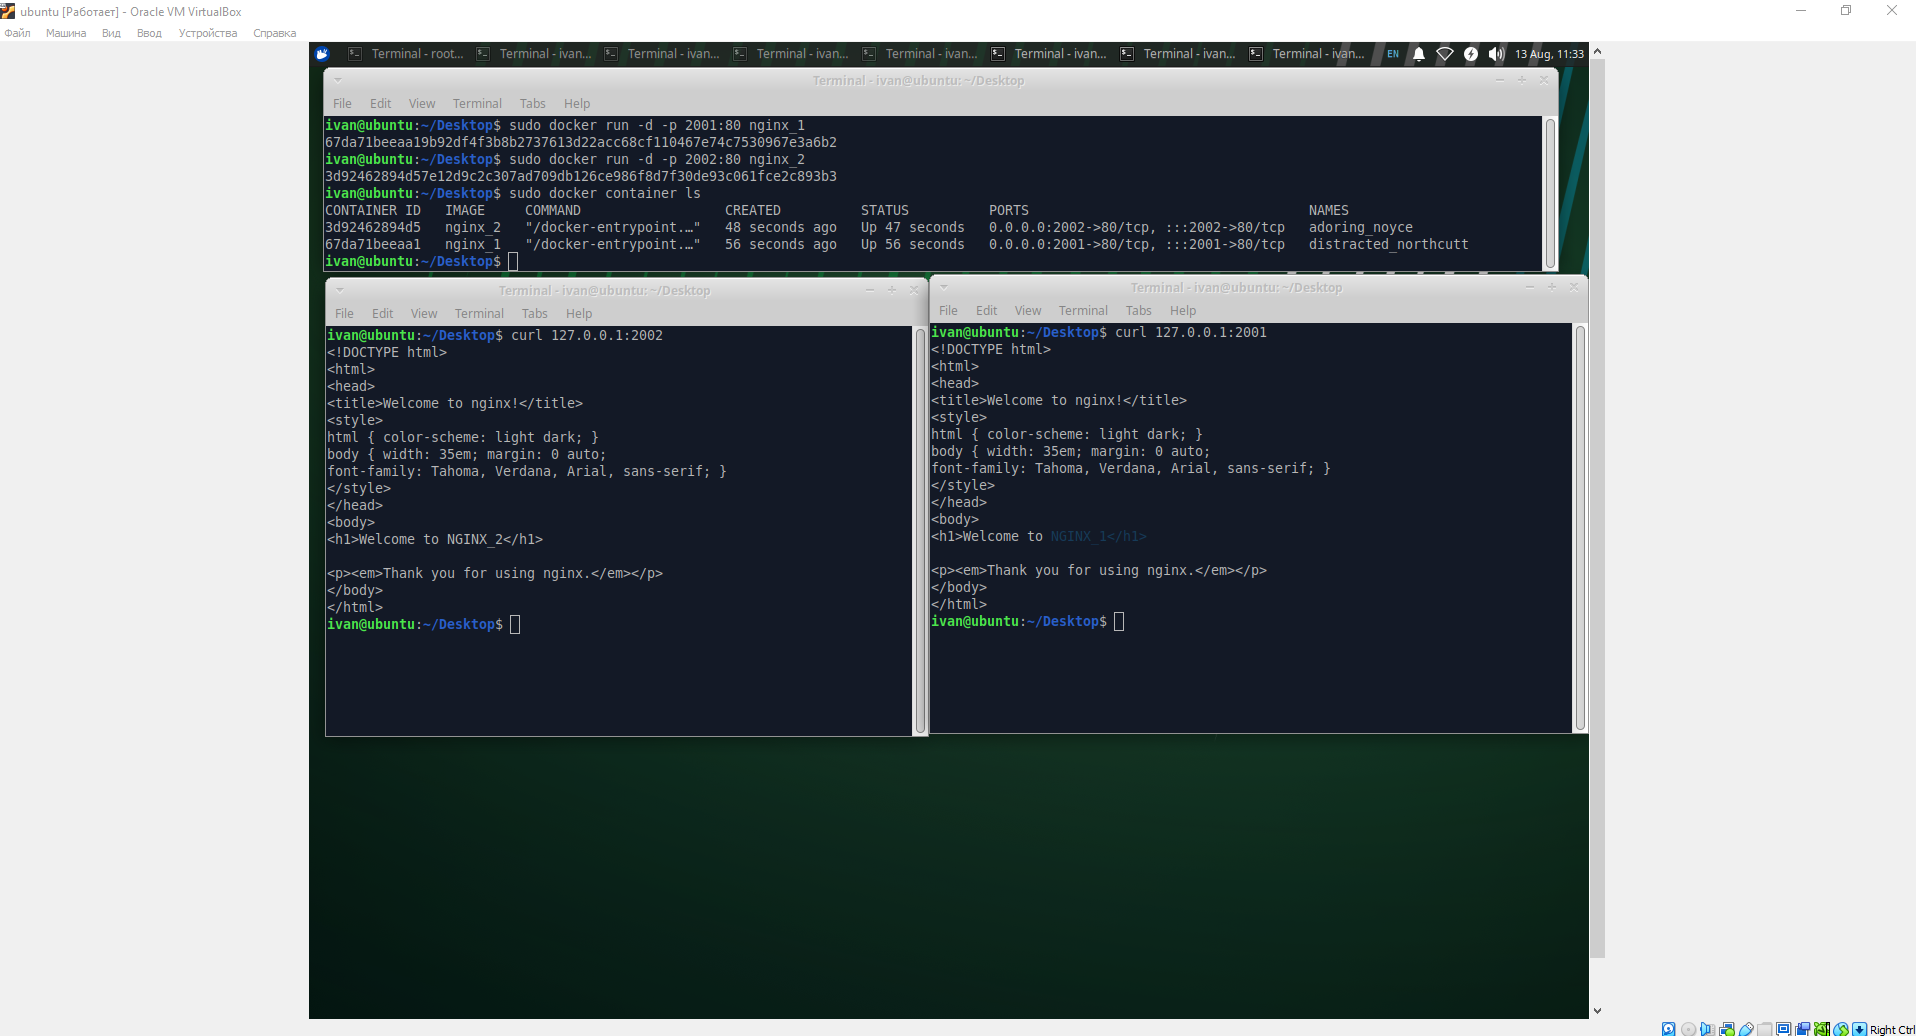 ubuntu [Работает] - Oracle VM VirtualBox
Файл Машина Вид Ввод Устройства Справка
Terminal - root... Terminal - ivan... Terminal - ivan... Terminal - ivan... Terminal - ivan... Terminal - ivan... Terminal - ivan... Terminal - ivan... EN 13 Aug, 11:33
Terminal - ivan@ubuntu: ~/Desktop
File Edit View Terminal Tabs Help
ivan@ubuntu:~/Desktop$ sudo docker run -d -p 2001:80 nginx_1
67da71beeaa19b92df4f3b8b2737613d22acc68cf110467e74c7530967e3a6b2
ivan@ubuntu:~/Desktop$ sudo docker run -d -p 2002:80 nginx_2
3d92462894d57e12d9c2c307ad709db126ce986f8d7f30de93c061fce2c893b3
ivan@ubuntu:~/Desktop$ sudo docker container ls
CONTAINER ID IMAGE COMMAND CREATED STATUS PORTS NAMES
3d92462894d5 nginx_2 "/docker-entrypoint.…" 48 seconds ago Up 47 seconds 0.0.0.0:2002->80/tcp, :::2002->80/tcp adoring_noyce
67da71beeaa1 nginx_1 "/docker-entrypoint.…" 56 seconds ago Up 56 seconds 0.0.0.0:2001->80/tcp, :::2001->80/tcp distracted_northcutt
ivan@ubuntu:~/Desktop$
Terminal - ivan@ubuntu: ~/Desktop
File Edit View Terminal Tabs Help
ivan@ubuntu:~/Desktop$ curl 127.0.0.1:2002
<!DOCTYPE html>
<html>
<head>
<title>Welcome to nginx!</title>
<style>
html { color-scheme: light dark; }
body { width: 35em; margin: 0 auto;
font-family: Tahoma, Verdana, Arial, sans-serif; }
</style>
</head>
<body>
<h1>Welcome to NGINX_2</h1>
<p><em>Thank you for using nginx.</em></p>
</body>
</html>
ivan@ubuntu:~/Desktop$
Terminal - ivan@ubuntu: ~/Desktop
File Edit View Terminal Tabs Help
ivan@ubuntu:~/Desktop$ curl 127.0.0.1:2001
<!DOCTYPE html>
<html>
<head>
<title>Welcome to nginx!</title>
<style>
html { color-scheme: light dark; }
body { width: 35em; margin: 0 auto;
font-family: Tahoma, Verdana, Arial, sans-serif; }
</style>
</head>
<body>
<h1>Welcome to NGINX_1</h1>
<p><em>Thank you for using nginx.</em></p>
</body>
</html>
ivan@ubuntu:~/Desktop$
Right Ctrl